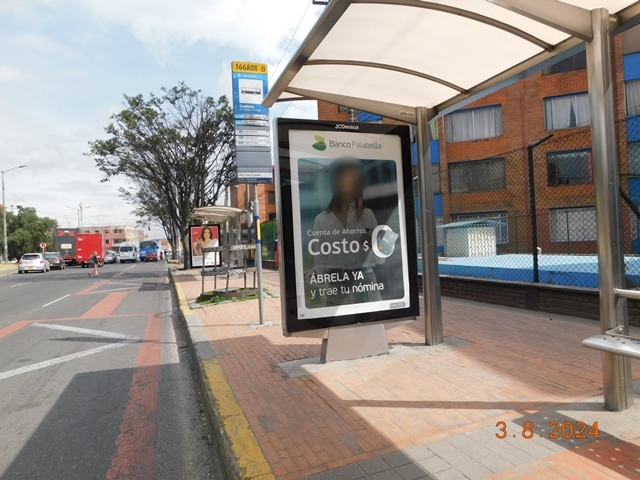 166A08
JCDecaux
Banco Falabella
Cuenta de Ahorros
Costo $0
ÁBRELA YA
y trae tu nómina
3.8.2024